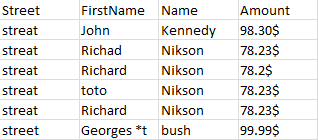 Street FirstName Name Amount
streat John Kennedy 98.30$
streat Richad Nikson 78.23$
streat Richard Nikson 78.2$
streat toto Nikson 78.23$
streat Richard Nikson 78.23$
street Georges *t bush 99.99$